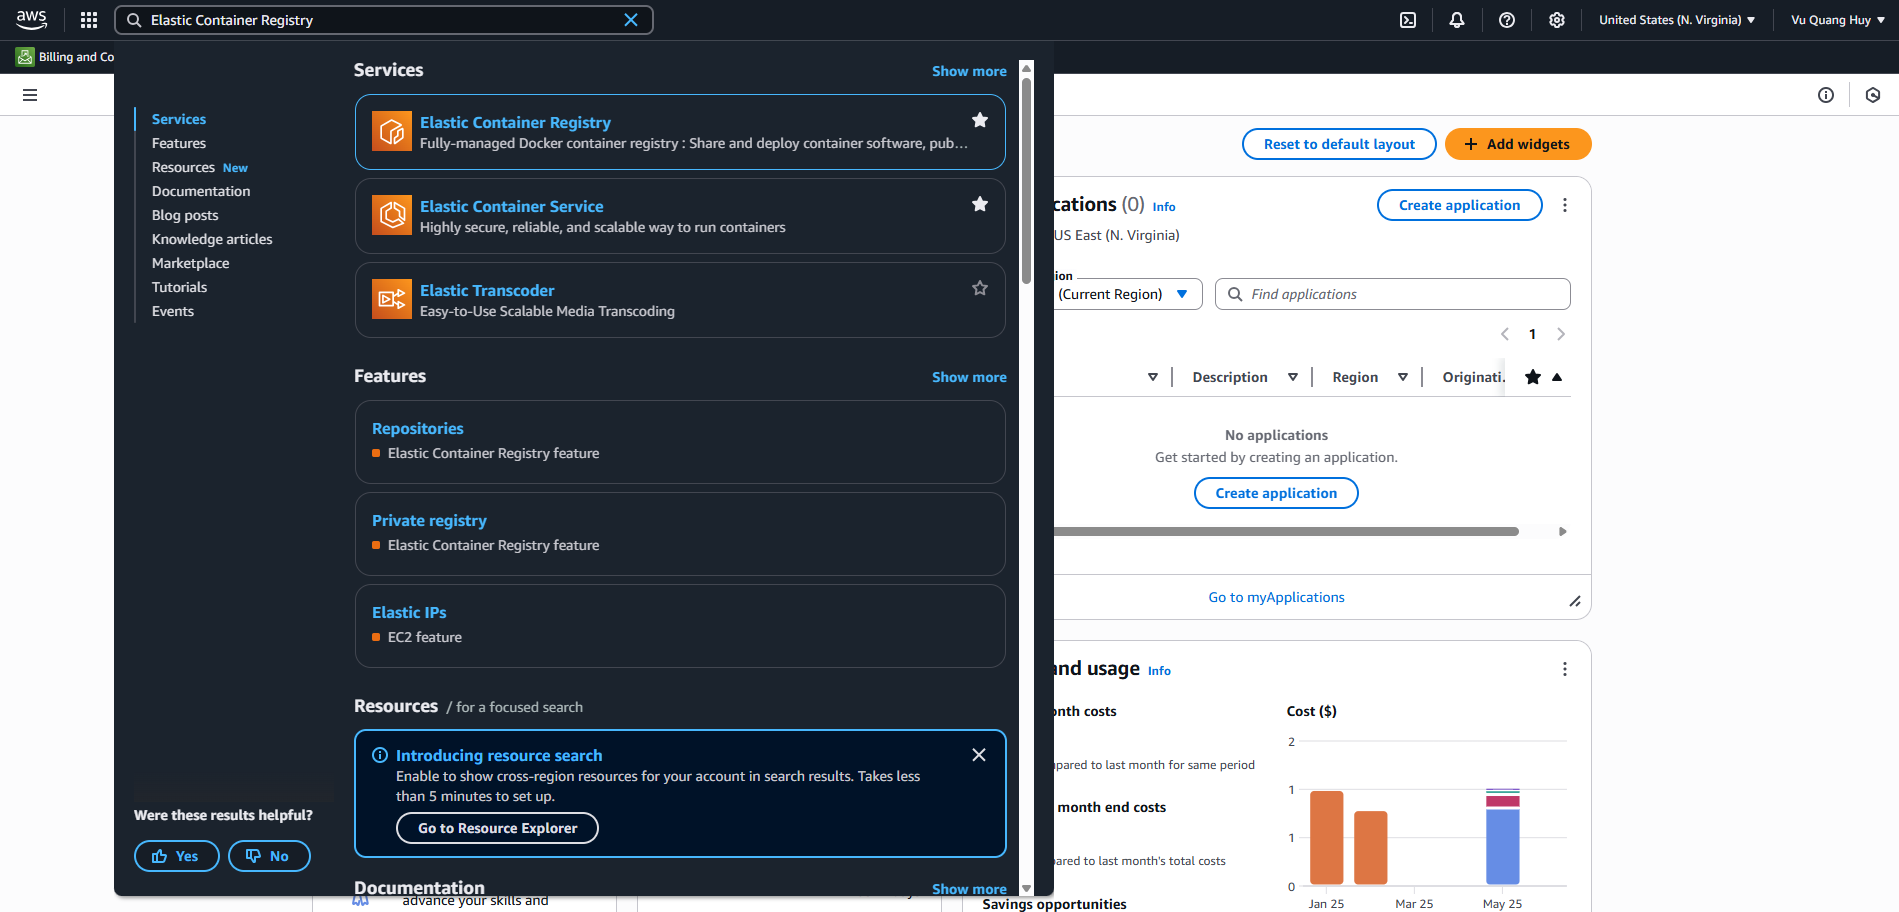 aws
Elastic Container Registry
United States (N. Virginia)
Vu Quang Huy
Billing and Co
Services
Features
Resources New
Documentation
Blog posts
Knowledge articles
Marketplace
Tutorials
Events
Were these results helpful?
Yes
No
Services
Show more
Elastic Container Registry
Fully-managed Docker container registry : Share and deploy container software, pub...
Elastic Container Service
Highly secure, reliable, and scalable way to run containers
Elastic Transcoder
Easy-to-Use Scalable Media Transcoding
Features
Show more
Repositories
Elastic Container Registry feature
Private registry
Elastic Container Registry feature
Elastic IPs
EC2 feature
Resources / for a focused search
Introducing resource search
Enable to show cross-region resources for your account in search results. Takes less
than 5 minutes to set up.
Go to Resource Explorer
Documentation
Show more
advance your skills and
Reset to default layout
Add widgets
cations (0) Info
Create application
US East (N. Virginia)
ion
(Current Region)
Find applications
1
Description
Region
Originati.
No applications
Get started by creating an application.
Create application
Go to myApplications
and usage Info
onth costs
pared to last month for same period
month end costs
pared to last month's total costs
Savings opportunities
Cost ($)
2
1
1
0
Jan 25
Mar 25
May 25